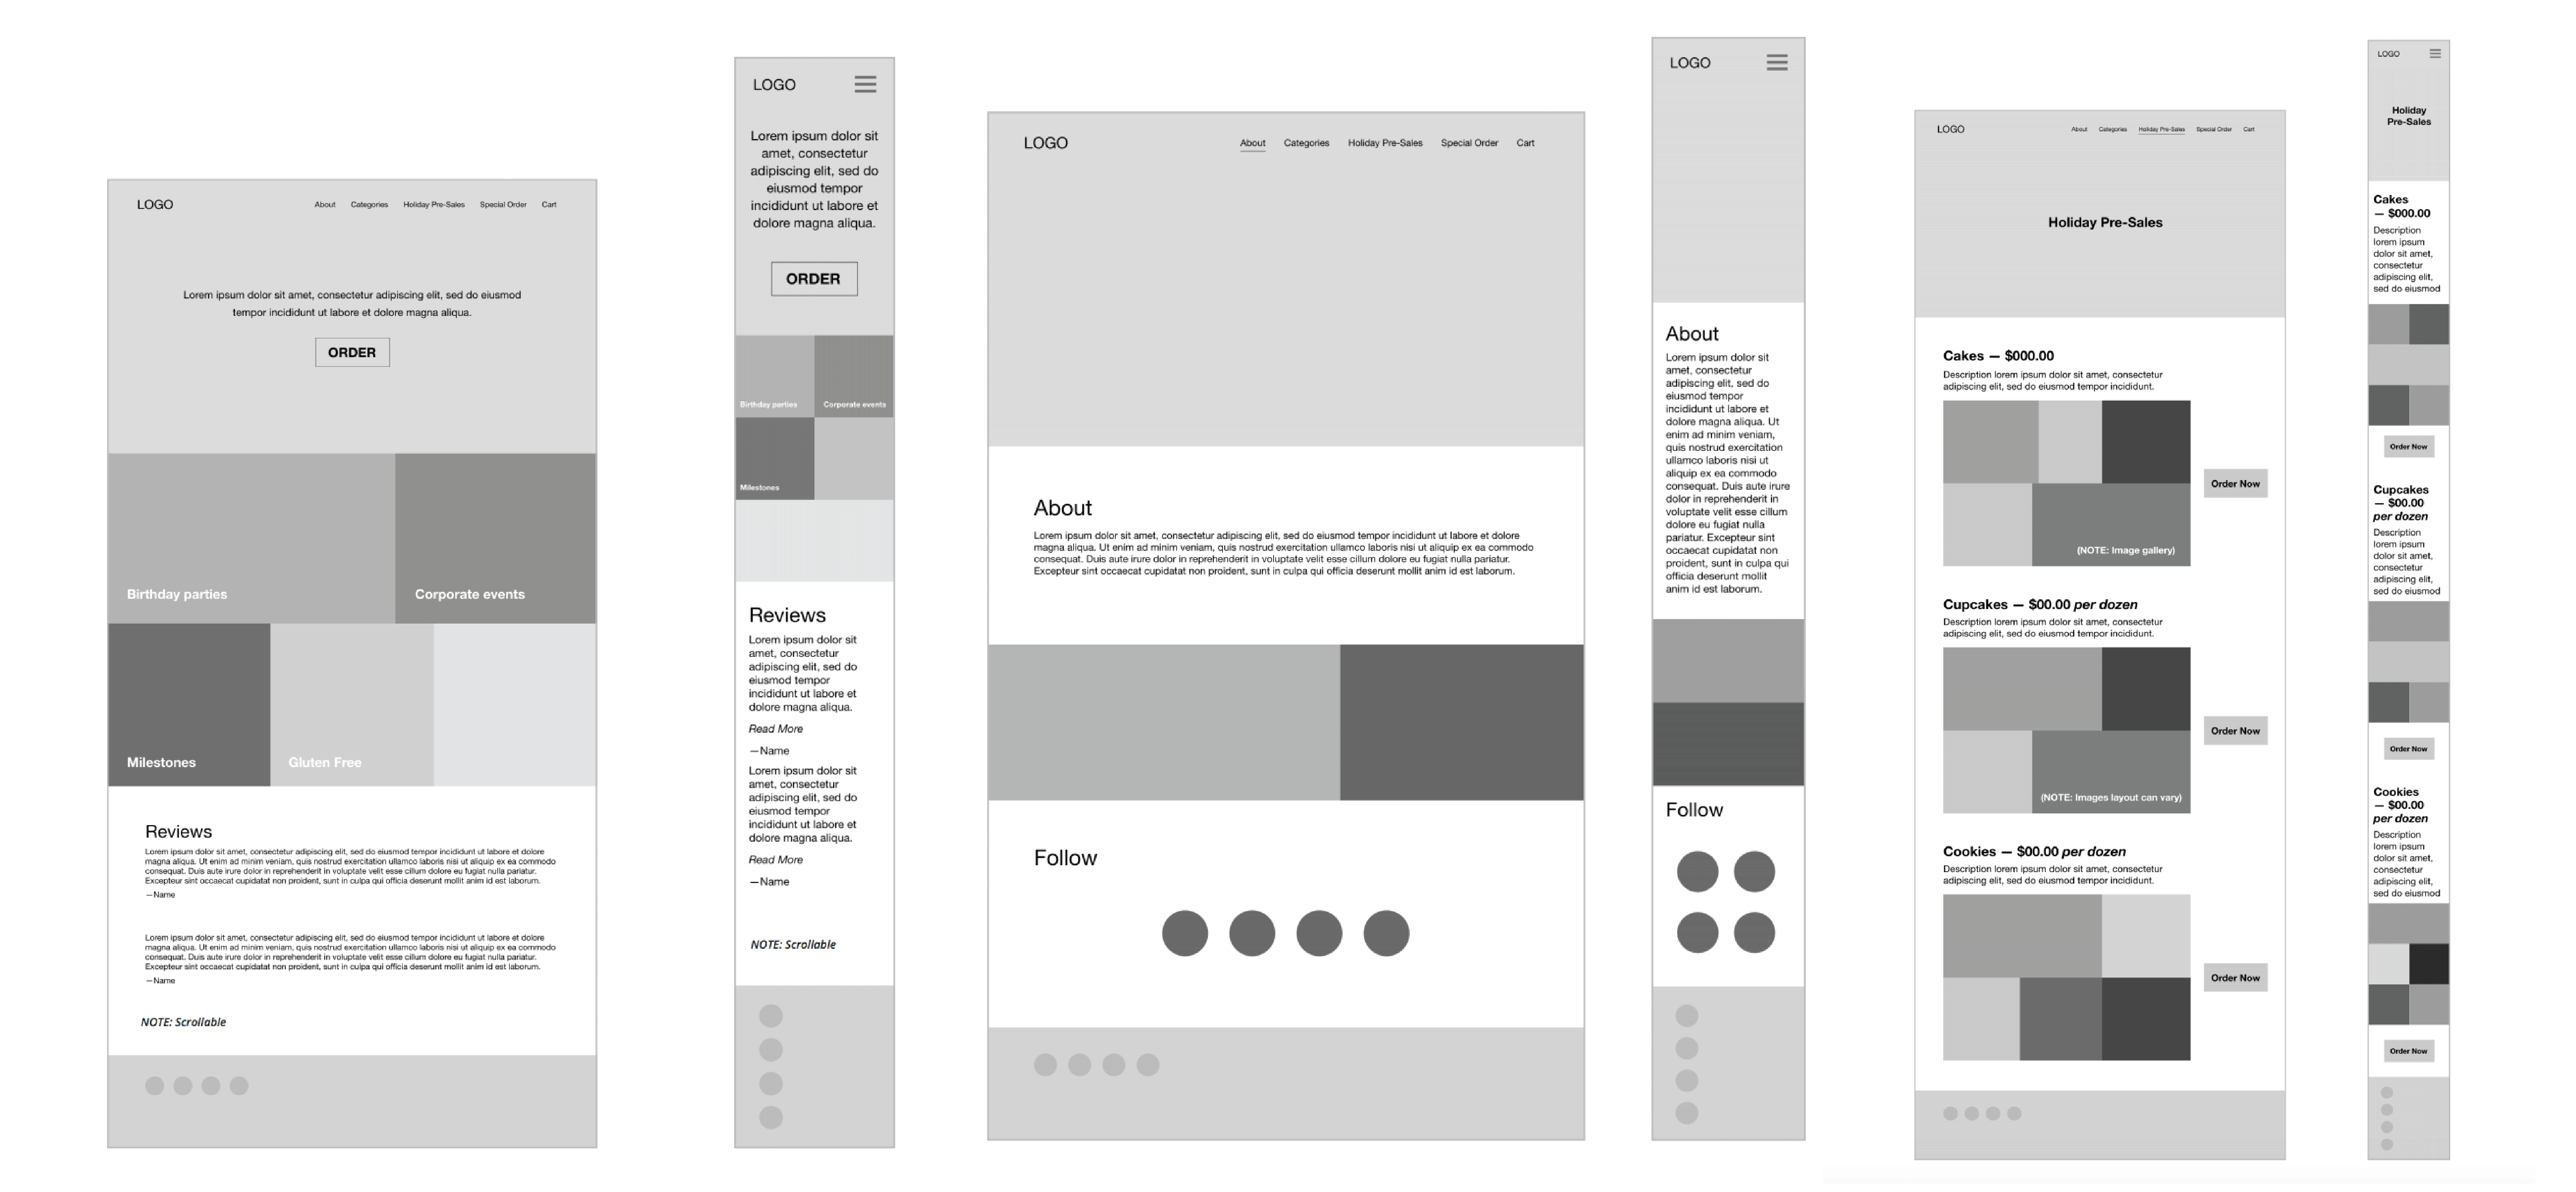 LOGO
About Categories Holiday Pre-Sales Special Order Cart
Lorem ipsum dolor sit amet, consectetur adipiscing elit, sed do eiusmod
tempor incididunt ut labore et dolore magna aliqua.
ORDER
Birthday parties
Corporate events
Milestones
Gluten Free
Reviews
Lorem ipsum dolor sit amet, consectetur adipiscing elit, sed do eiusmod tempor incididunt ut labore et dolore
magna aliqua. Ut enim ad minim veniam, quis nostrud exercitation ullamco laboris nisi ut aliquip ex ea commodo
consequat. Duis aute irure dolor in reprehenderit in voluptate velit esse cillum dolore eu fugiat nulla pariatur.
Excepteur sint occaecat cupidatat non proident, sunt in culpa qui officia deserunt mollit anim id est laborum.
—Name
Lorem ipsum dolor sit amet, consectetur adipiscing elit, sed do eiusmod tempor incididunt ut labore et dolore
magna aliqua. Ut enim ad minim veniam, quis nostrud exercitation ullamco laboris nisi ut aliquip ex ea commodo
consequat. Duis aute irure dolor in reprehenderit in voluptate velit esse cillum dolore eu fugiat nulla pariatur.
Excepteur sint occaecat cupidatat non proident, sunt in culpa qui officia deserunt mollit anim id est laborum.
—Name
NOTE: Scrollable
LOGO
Lorem ipsum dolor sit
amet, consectetur
adipiscing elit, sed do
eiusmod tempor
incididunt ut labore et
dolore magna aliqua.
ORDER
Birthday parties
Corporate events
Milestones
Reviews
Lorem ipsum dolor sit
amet, consectetur
adipiscing elit, sed do
eiusmod tempor
incididunt ut labore et
dolore magna aliqua.
Read More
—Name
Lorem ipsum dolor sit
amet, consectetur
adipiscing elit, sed do
eiusmod tempor
incididunt ut labore et
dolore magna aliqua.
Read More
—Name
NOTE: Scrollable
LOGO
About Categories Holiday Pre-Sales Special Order Cart
About
Lorem ipsum dolor sit amet, consectetur adipiscing elit, sed do eiusmod tempor incididunt ut labore et dolore
magna aliqua. Ut enim ad minim veniam, quis nostrud exercitation ullamco laboris nisi ut aliquip ex ea commodo
consequat. Duis aute irure dolor in reprehenderit in voluptate velit esse cillum dolore eu fugiat nulla pariatur.
Excepteur sint occaecat cupidatat non proident, sunt in culpa qui officia deserunt mollit anim id est laborum.
Follow
LOGO
About
Lorem ipsum dolor sit
amet, consectetur
adipiscing elit, sed do
eiusmod tempor
incididunt ut labore et
dolore magna aliqua. Ut
enim ad minim veniam,
quis nostrud exercitation
ullamco laboris nisi ut
aliquip ex ea commodo
consequat. Duis aute irure
dolor in reprehenderit in
voluptate velit esse cillum
dolore eu fugiat nulla
pariatur. Excepteur sint
occaecat cupidatat non
proident, sunt in culpa qui
officia deserunt mollit
anim id est laborum.
Follow
LOGO
About Categories Holiday Pre-Sales Special Order Cart
Holiday Pre-Sales
Cakes — $000.00
Description lorem ipsum dolor sit amet, consectetur
adipiscing elit, sed do eiusmod tempor incididunt.
Order Now
(NOTE: Image gallery)
Cupcakes — $00.00 per dozen
Description lorem ipsum dolor sit amet, consectetur
adipiscing elit, sed do eiusmod tempor incididunt.
Order Now
(NOTE: Images layout can vary)
Cookies — $00.00 per dozen
Description lorem ipsum dolor sit amet, consectetur
adipiscing elit, sed do eiusmod tempor incididunt.
Order Now
LOGO
Holiday
Pre-Sales
Cakes
— $000.00
Description
lorem ipsum
dolor sit amet,
consectetur
adipiscing elit,
sed do eiusmod
Order Now
Cupcakes
— $00.00
per dozen
Description
lorem ipsum
dolor sit amet,
consectetur
adipiscing elit,
sed do eiusmod
Order Now
Cookies
— $00.00
per dozen
Description
lorem ipsum
dolor sit amet,
consectetur
adipiscing elit,
sed do eiusmod
Order Now